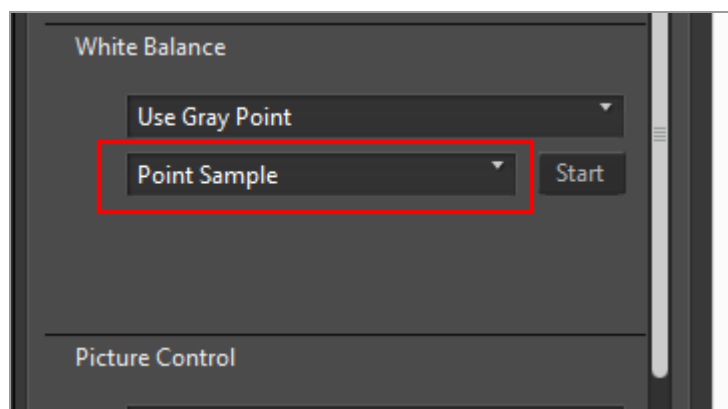 White Balance
Use Gray Point
Point Sample
Start
Picture Control